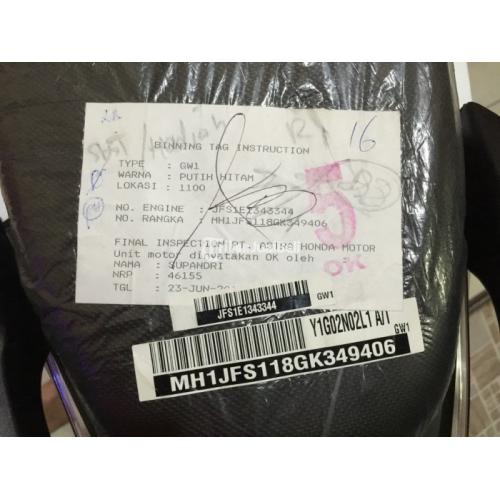 16
BINNING TAG INSTRUCTION
TYPE : GW1
WARNA : PUTIH HITAM
LOKASI : 1100
NO. ENGINE : JFS1E1343344
NO. RANGKA : MH1JFS118GK349406
FINAL INSPECTION PT. ASTRA HONDA MOTOR
Unit motor dinyatakan OK oleh
NAMA : SUPANDRI
NRP : 46155
TGL : 23-JUN-20
5
OK
JFS1E1343344
GW1
Y1G02N02L1 A/T
GW1
MH1JFS118GK349406